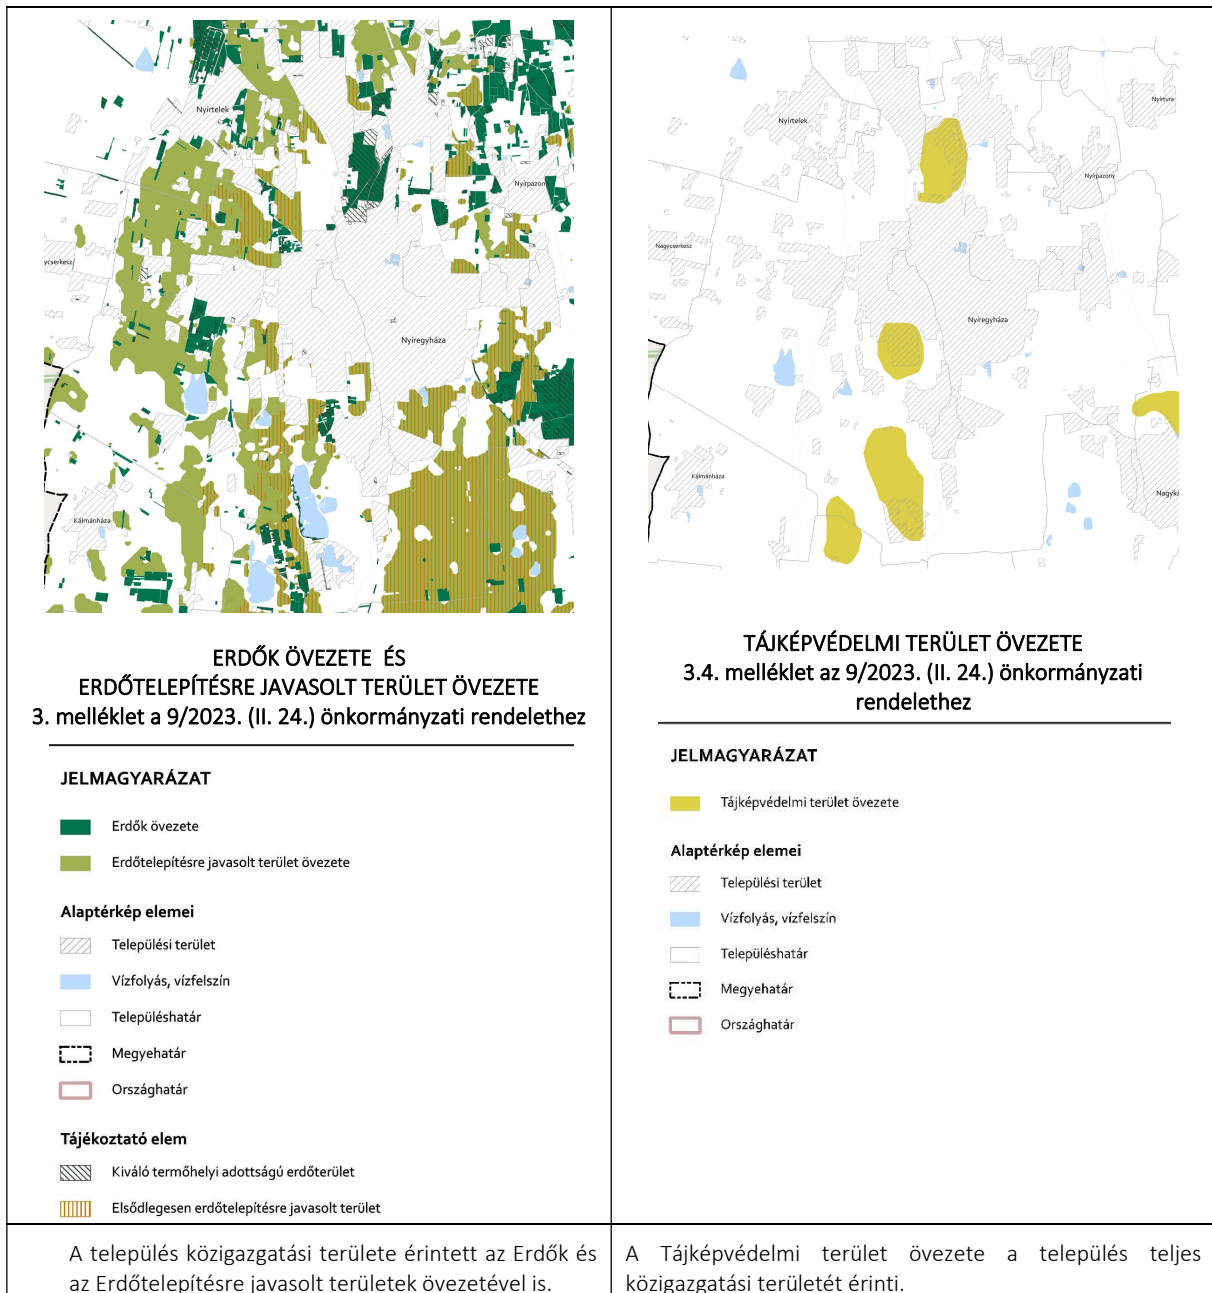 Nyírtelek
Nyírpazony
ycserkesz
Nyíregyháza
Kálmánháza
ERDŐK ÖVEZETE ÉS
ERDŐTELEPÍTÉSRE JAVASOLT TERÜLET ÖVEZETE
3. melléklet a 9/2023. (II. 24.) önkormányzati rendelethez
JELMAGYARÁZAT
Erdők övezete
Erdőtelepítésre javasolt terület övezete
Alaptérkép elemei
Települési terület
Vízfolyás, vízfelszín
Településhatár
Megyehatár
Országhatár
Tájékoztató elem
Kiváló termőhelyi adottságú erdőterület
Elsődlegesen erdőtelepítésre javasolt terület
A település közigazgatási területe érintett az Erdők és
az Erdőtelepítésre javasolt területek övezetével is.
Nyírtelek
Nyírtura
Nyírpazony
Nagycserkesz
Nyíregyháza
Kálmánháza
Nagyká
TÁJKÉPVÉDELMI TERÜLET ÖVEZETE
3.4. melléklet az 9/2023. (II. 24.) önkormányzati
rendelethez
JELMAGYARÁZAT
Tájképvédelmi terület övezete
Alaptérkép elemei
Települési terület
Vízfolyás, vízfelszín
Településhatár
Megyehatár
Országhatár
A Tájképvédelmi terület övezete a település teljes
közigazgatási területét érinti.